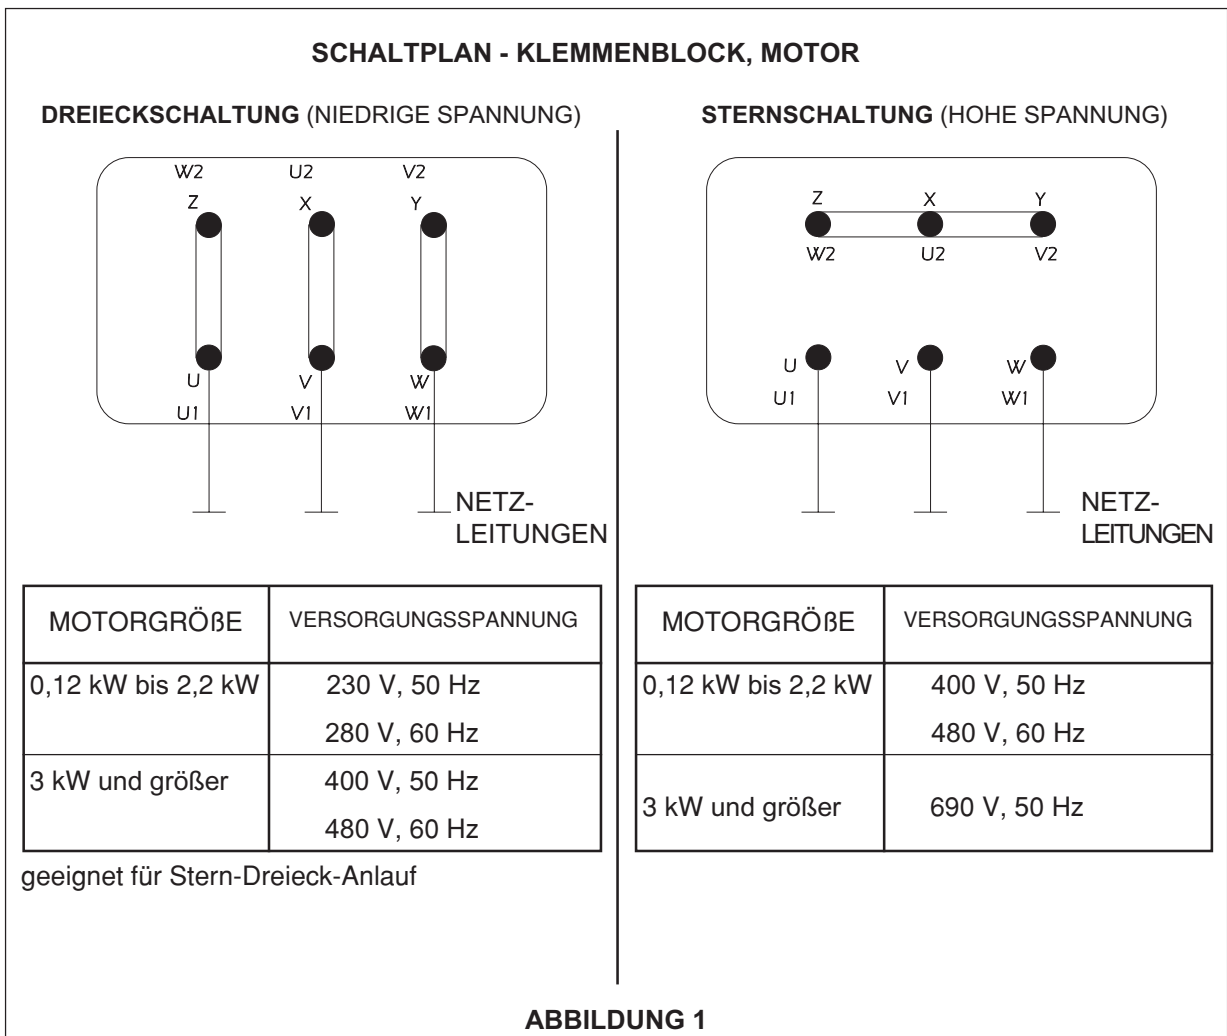 SCHALTPLAN - KLEMMENBLOCK, MOTOR
DREIECKSCHALTUNG (NIEDRIGE SPANNUNG)
W2 U2 V2
Z X Y
U V W
U1 V1 W1
NETZ-
LEITUNGEN
MOTORGRÖßE VERSORGUNGSSPANNUNG
0,12 kW bis 2,2 kW 230 V, 50 Hz
280 V, 60 Hz
3 kW und größer 400 V, 50 Hz
480 V, 60 Hz
geeignet für Stern-Dreieck-Anlauf
STERNSCHALTUNG (HOHE SPANNUNG)
Z X Y
W2 U2 V2
U V W
U1 V1 W1
NETZ-
LEITUNGEN
MOTORGRÖßE VERSORGUNGSSPANNUNG
0,12 kW bis 2,2 kW 400 V, 50 Hz
480 V, 60 Hz
3 kW und größer 690 V, 50 Hz
ABBILDUNG 1